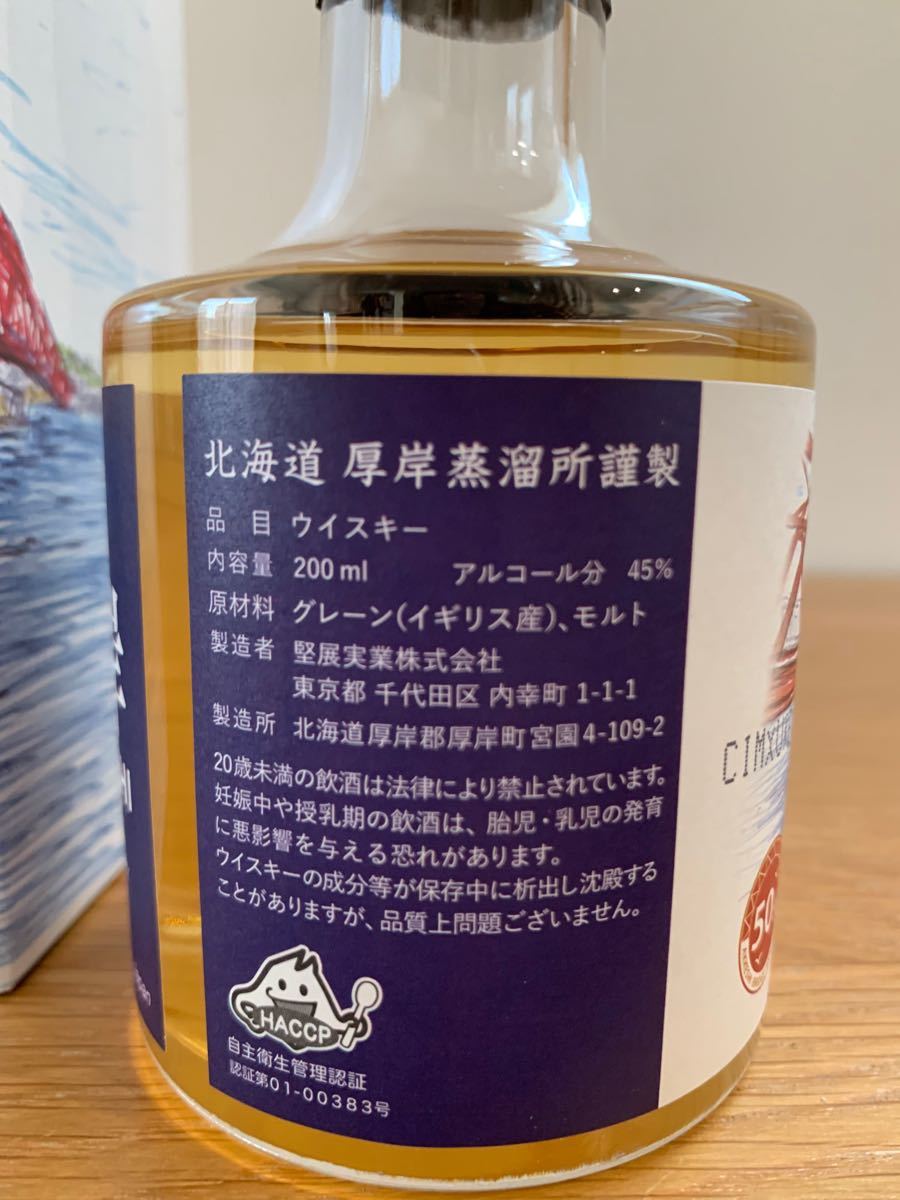 北海道 厚岸蒸溜所謹製
品目 ウイスキー
内容量 200ml アルコール分 45%
原材料 グレーン(イギリス産)、モルト
製造者 堅展実業株式会社
東京都 千代田区 内幸町 1-1-1
製造所 北海道厚岸郡厚岸町宮園4-109-2
20歳未満の飲酒は法律により禁止されています。
妊娠中や授乳期の飲酒は、胎児・乳児の発育
に悪影響を与える恐れがあります。
ウイスキーの成分等が保存中に析出し沈殿する
ことがありますが、品質上問題ございません。
HACCP
自主衛生管理認証
認証第01-00383号
50